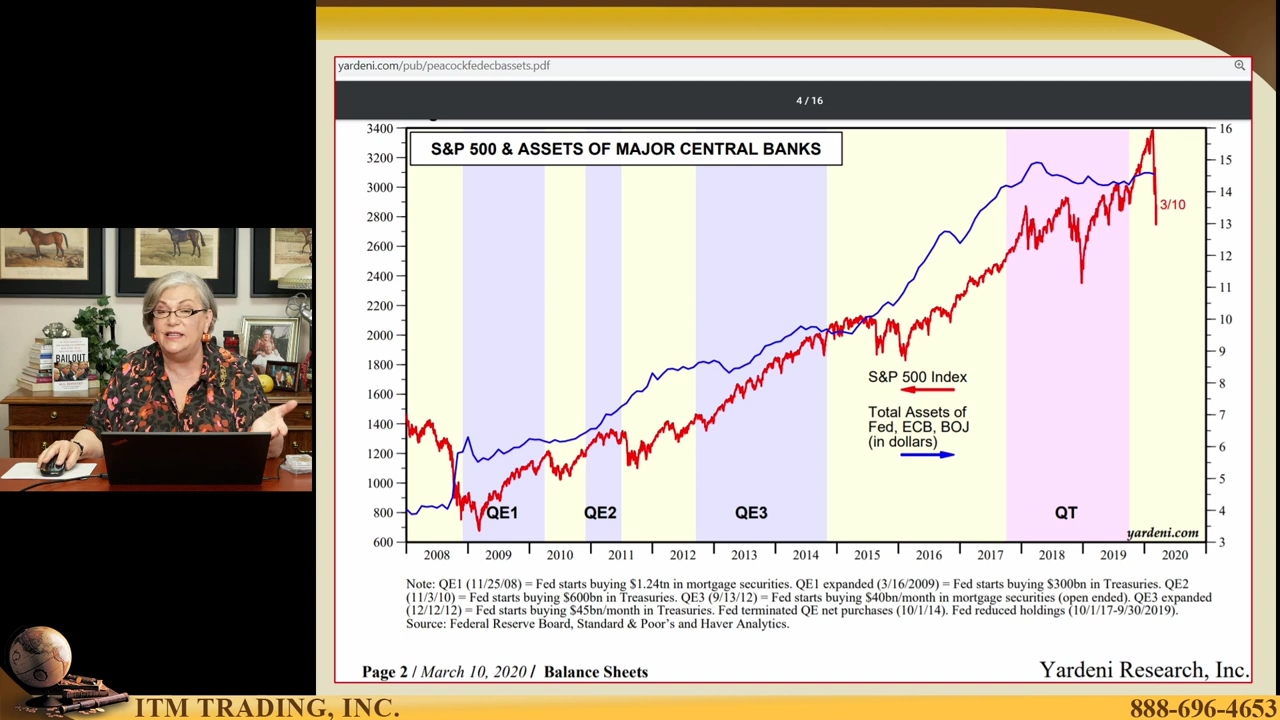 yardeni.com/pub/peacockfedecbassets.pdf
4 / 16
S&P 500 & ASSETS OF MAJOR CENTRAL BANKS
3400
3200
3000
2800
2600
2400
2200
2000
1800
1600
1400
1200
1000
800
600
16
15
14
13
12
11
10
9
8
7
6
5
4
3
3/10
S&P 500 Index
Total Assets of
Fed, ECB, BOJ
(in dollars)
QE1
QE2
QE3
QT
yardeni.com
2008 2009 2010 2011 2012 2013 2014 2015 2016 2017 2018 2019 2020
Note: QE1 (11/25/08) = Fed starts buying $1.24tn in mortgage securities. QE1 expanded (3/16/2009) = Fed starts buying $300bn in Treasuries. QE2
(11/3/10) = Fed starts buying $600bn in Treasuries. QE3 (9/13/12) = Fed starts buying $40bn/month in mortgage securities (open ended). QE3 expanded
(12/12/12) = Fed starts buying $45bn/month in Treasuries. Fed terminated QE net purchases (10/1/14). Fed reduced holdings (10/1/17-9/30/2019).
Source: Federal Reserve Board, Standard & Poor's and Haver Analytics.
Page 2 / March 10, 2020 / Balance Sheets
Yardeni Research, Inc.
BAILOUT
ITM TRADING, INC.
888-696-4653